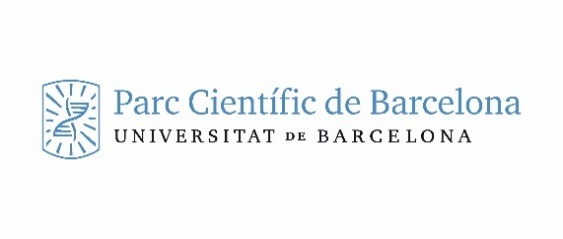 Parc Científic de Barcelona
UNIVERSITAT DE BARCELONA